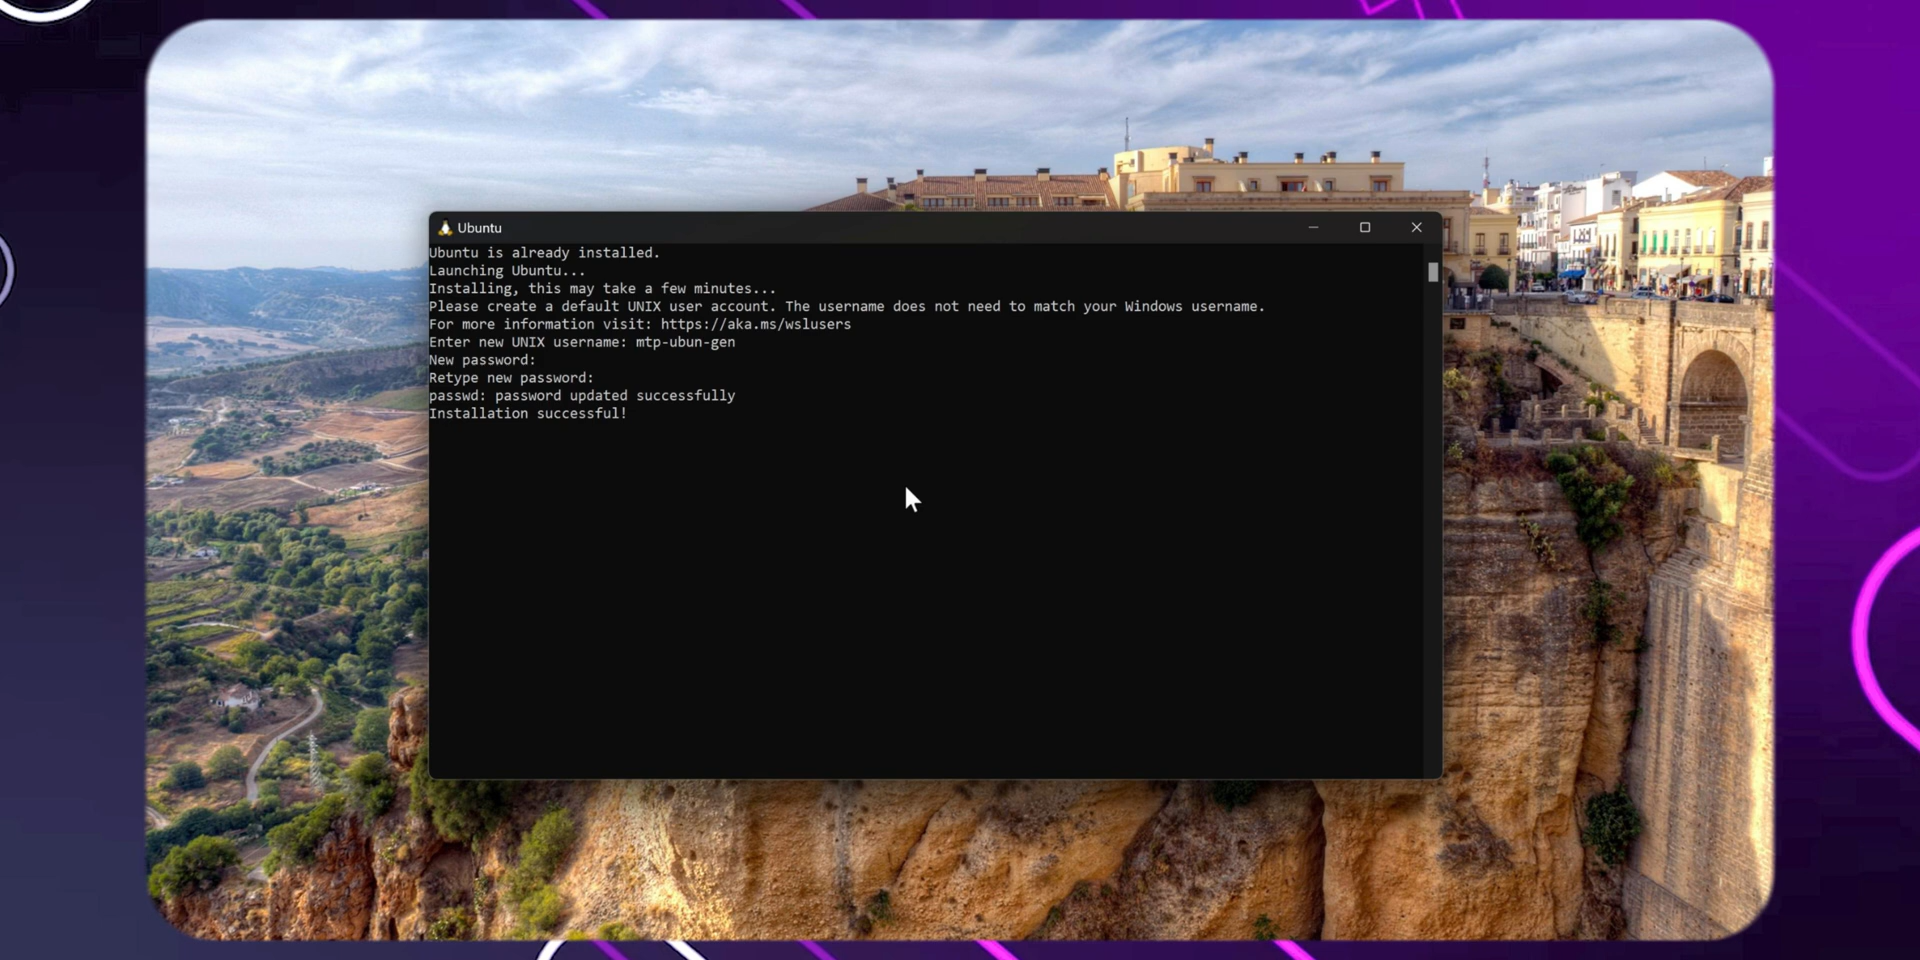 Ubuntu
Ubuntu is already installed.
Launching Ubuntu...
Installing, this may take a few minutes...
Please create a default UNIX user account. The username does not need to match your Windows username.
For more information visit: https://aka.ms/wslusers
Enter new UNIX username: mtp-ubun-gen
New password:
Retype new password:
passwd: password updated successfully
Installation successful!